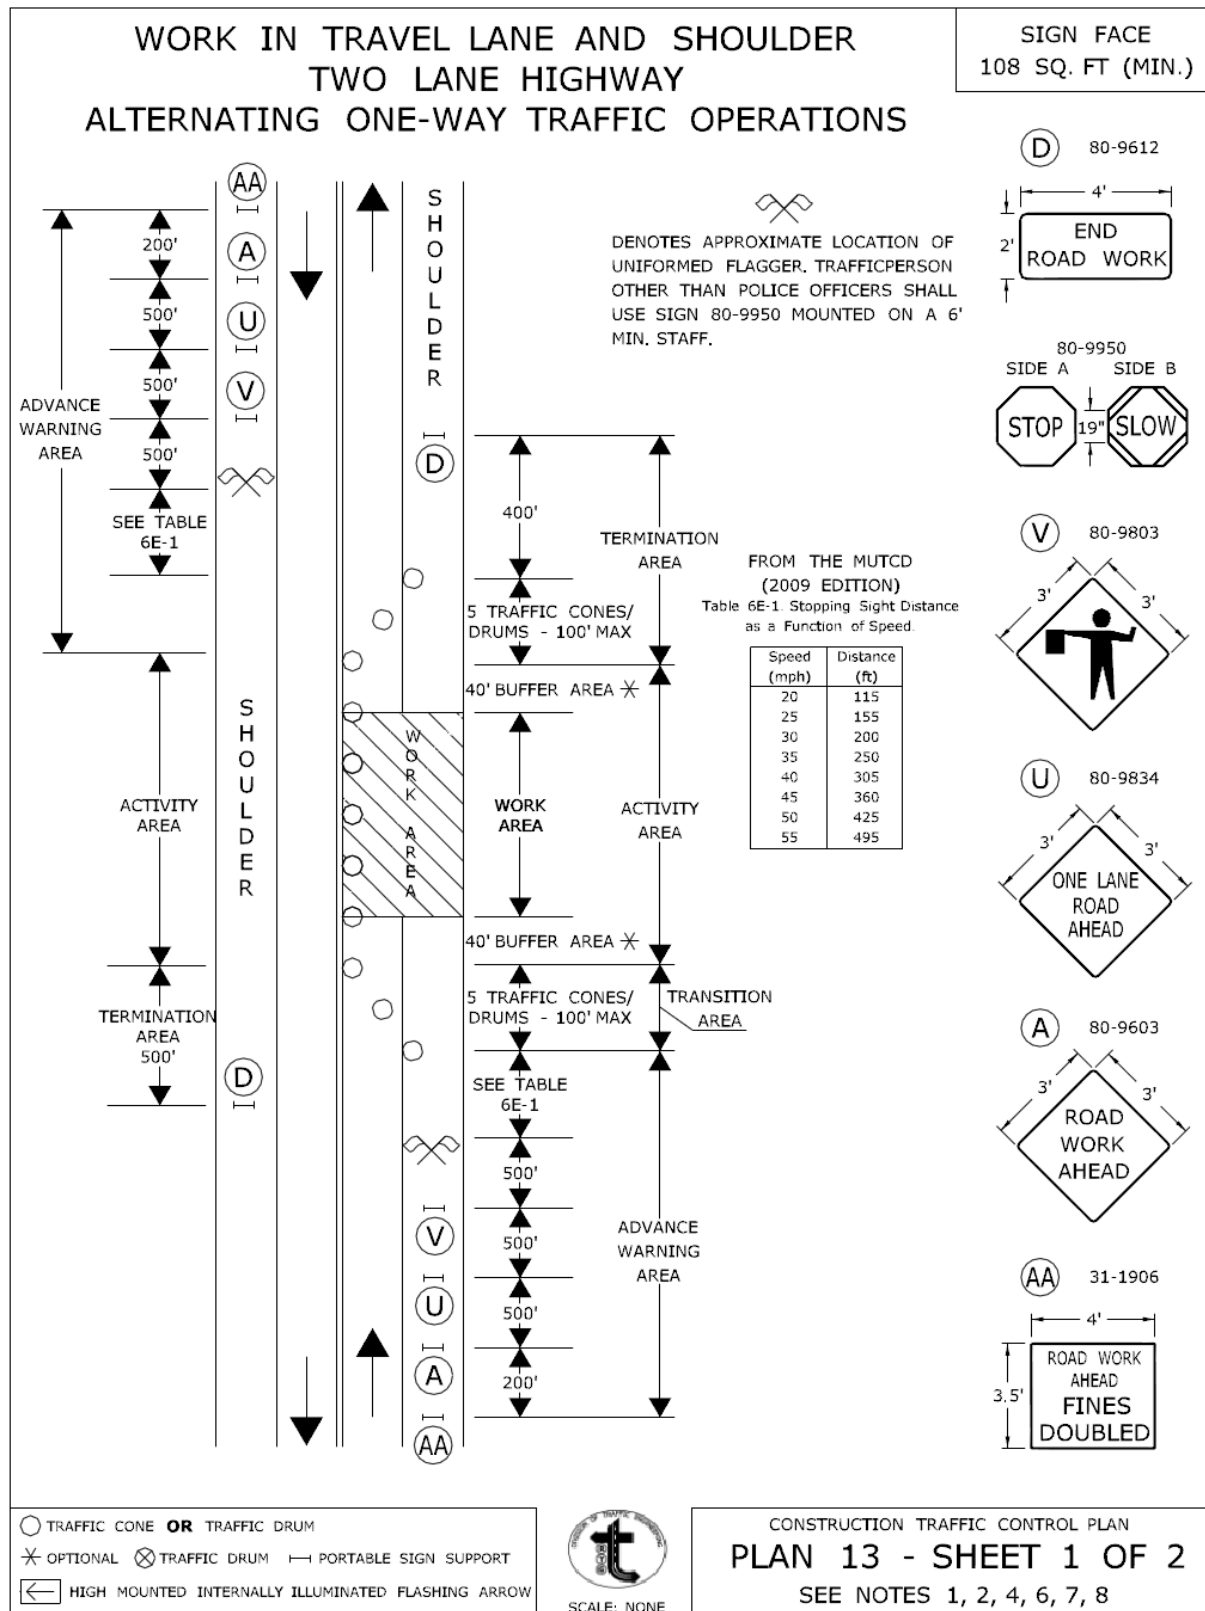 WORK IN TRAVEL LANE AND SHOULDER
TWO LANE HIGHWAY
ALTERNATING ONE-WAY TRAFFIC OPERATIONS
SIGN FACE
108 SQ. FT (MIN.)
AA
A
U
V
200'
500'
500'
500'
SEE TABLE
6E-1
ADVANCE
WARNING
AREA
SHOULDER
ACTIVITY
AREA
TERMINATION
AREA
500'
D
SHOULDER
D
400'
TERMINATION
AREA
5 TRAFFIC CONES/
DRUMS - 100' MAX
40' BUFFER AREA *
WORK AREA
WORK
AREA
ACTIVITY
AREA
40' BUFFER AREA *
5 TRAFFIC CONES/
DRUMS - 100' MAX
TRANSITION
AREA
SEE TABLE
6E-1
500'
500'
500'
200'
V
U
A
AA
ADVANCE
WARNING
AREA
DENOTES APPROXIMATE LOCATION OF
UNIFORMED FLAGGER. TRAFFICPERSON
OTHER THAN POLICE OFFICERS SHALL
USE SIGN 80-9950 MOUNTED ON A 6'
MIN. STAFF.
FROM THE MUTCD
(2009 EDITION)
Table 6E-1. Stopping Sight Distance
as a Function of Speed.
Speed Distance
(mph) (ft)
20 115
25 155
30 200
35 250
40 305
45 360
50 425
55 495
D 80-9612
4'
2'
END
ROAD WORK
80-9950
SIDE A SIDE B
STOP 19" SLOW
V 80-9803
3' 3'
U 80-9834
3' 3'
ONE LANE
ROAD
AHEAD
A 80-9603
3' 3'
ROAD
WORK
AHEAD
AA 31-1906
4'
3.5'
ROAD WORK
AHEAD
FINES
DOUBLED
TRAFFIC CONE OR TRAFFIC DRUM
* OPTIONAL TRAFFIC DRUM PORTABLE SIGN SUPPORT
HIGH MOUNTED INTERNALLY ILLUMINATED FLASHING ARROW
DIVISION OF TRAFFIC ENGINEERING
SCALE: NONE
CONSTRUCTION TRAFFIC CONTROL PLAN
PLAN 13 - SHEET 1 OF 2
SEE NOTES 1, 2, 4, 6, 7, 8